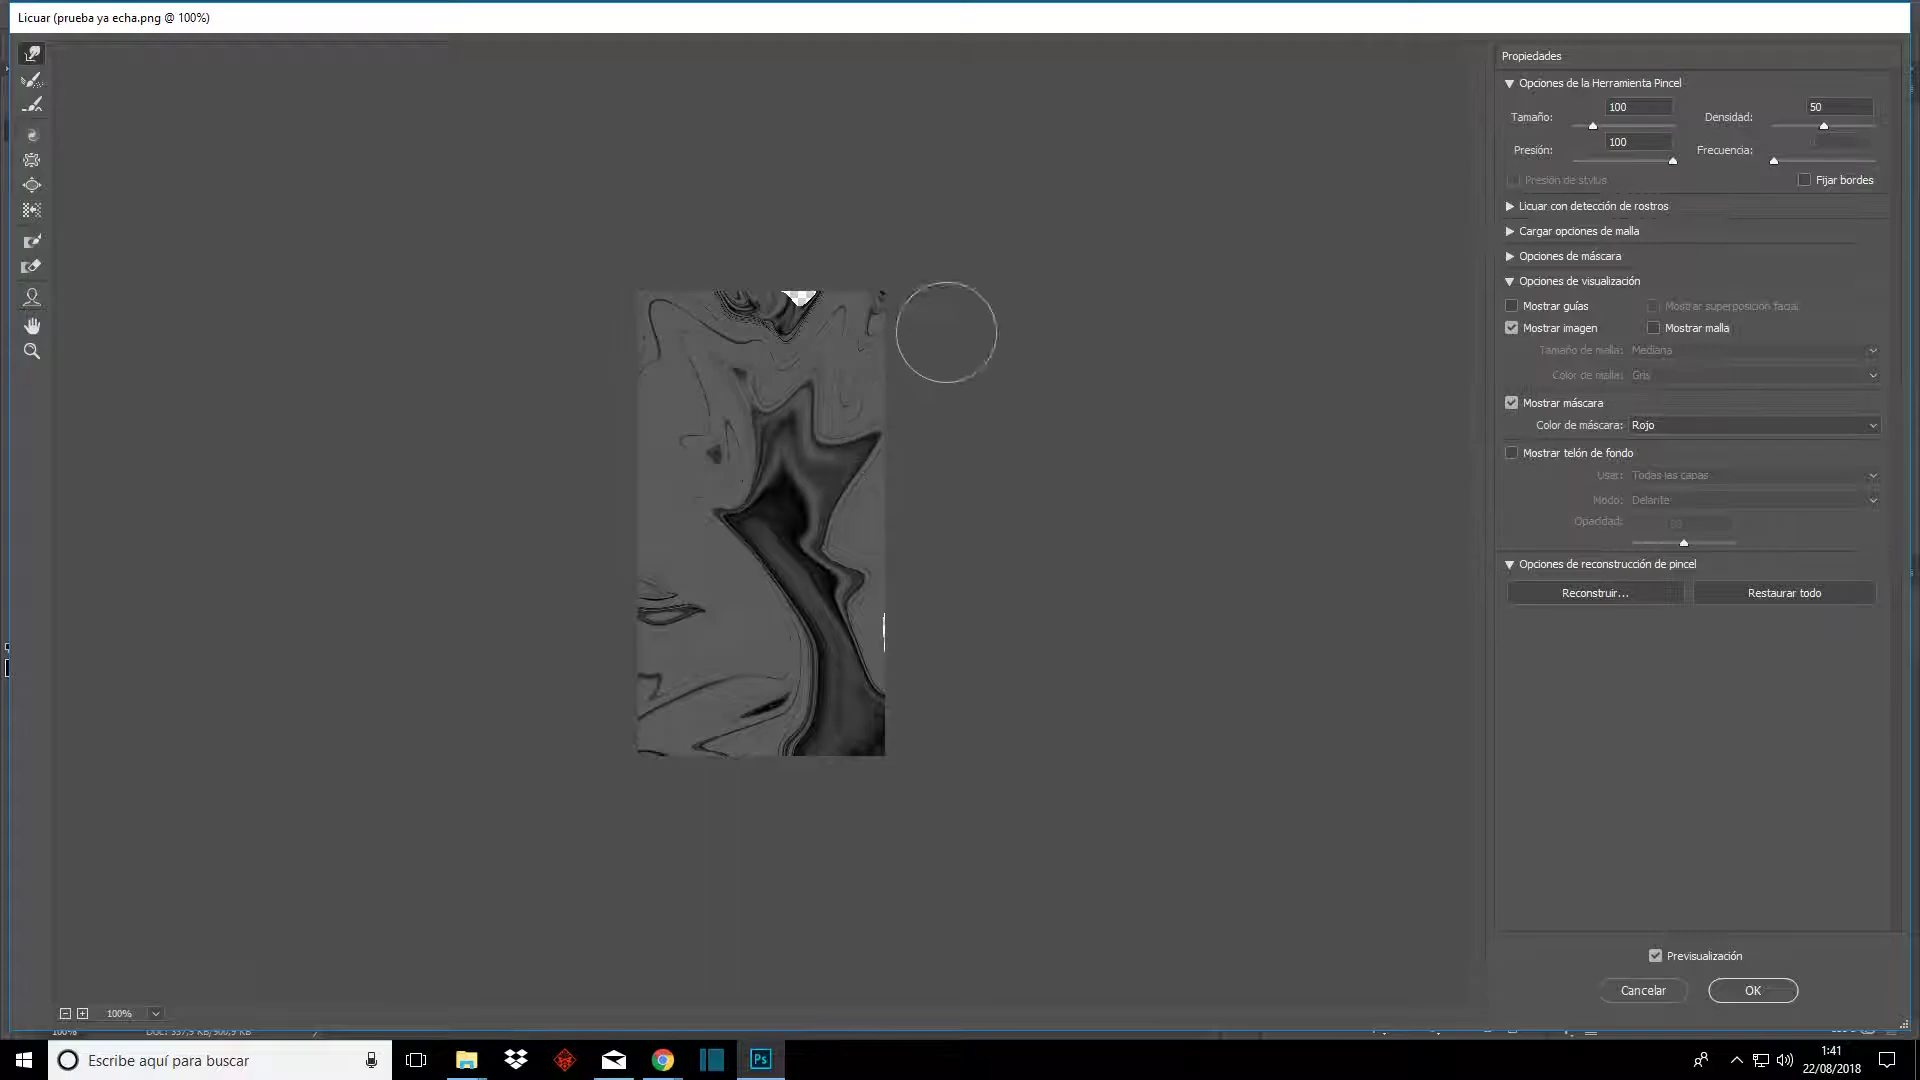 Licuar (prueba ya echa.png @ 100%)
Propiedades
Opciones de la Herramienta Pincel
Tamaño: 100
Densidad: 50
Presión: 100
Frecuencia:
Presión de stylus
Fijar bordes
Licuar con detección de rostros
Cargar opciones de malla
Opciones de máscara
Opciones de visualización
Mostrar guías
Mostrar superposición facial
Mostrar imagen
Mostrar malla
Tamaño de malla: Mediana
Color de malla: Gris
Mostrar máscara
Color de máscara: Rojo
Mostrar telón de fondo
Usar: Todas las capas
Modo: Delante
Opacidad:
Opciones de reconstrucción de pincel
Reconstruir...
Restaurar todo
Previsualización
Cancelar
OK
100%
Escribe aquí para buscar
Ps
1:41
22/08/2018